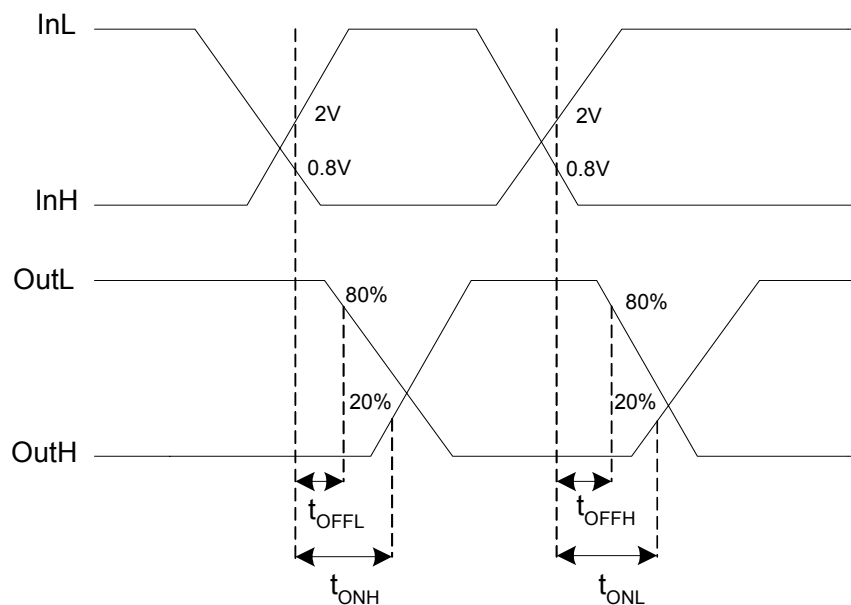 InL
2V
2V
0.8V
0.8V
InH
OutL
80%
80%
20%
20%
OutH
tOFFL
tOFFH
tONH
tONL